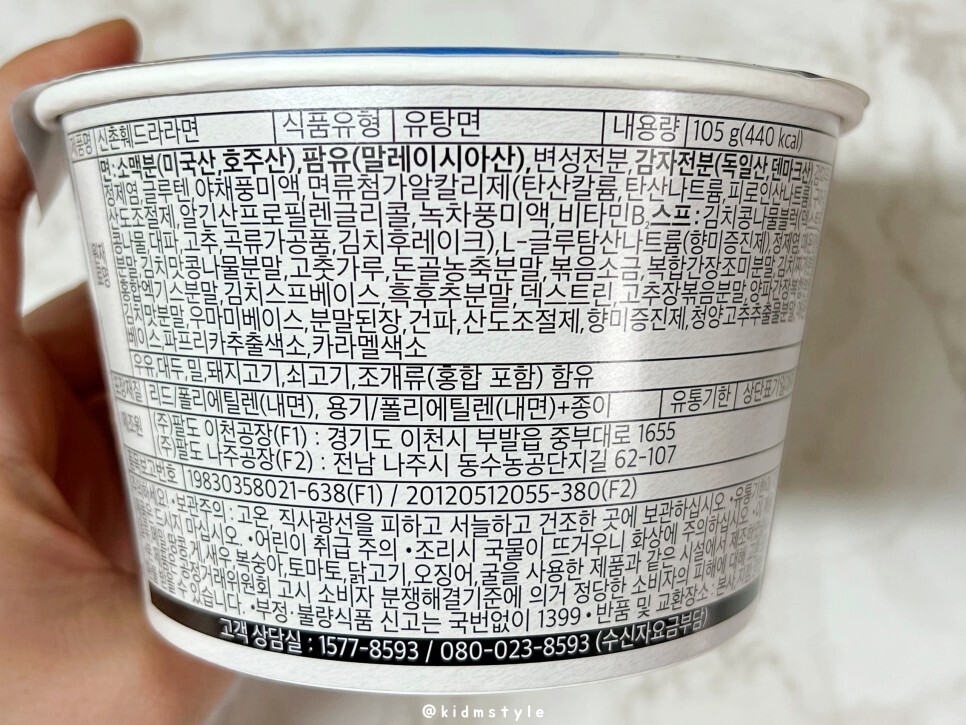 신촌훼드라라면 식품유형 유탕면 내용량 105 g(440 kcal)
면:소맥분(미국산,호주산),팜유(말레이시아산),변성전분,감자전분(독일산,덴마크산)
정제염,글루텐,야채풍미액,면류첨가알칼리제(탄산칼륨,탄산나트륨,피로인산나트륨
산도조절제,알긴산프로필렌글리콜,녹차풍미액,비타민B₂스프:김치콩나물블럭
콩나물,대파,고추,곡류가공품,김치후레이크),L-글루탐산나트륨(향미증진제),정제염
분말,김치맛콩나물분말,고춧가루,돈골농축분말,볶음소금,복합간장조미분말
홍합엑기스분말,김치스프베이스,흑후추분말,덱스트린,고추장볶음분말
김치맛분말,우마미베이스,분말된장,건파,산도조절제,향미증진제,청양고추추출물분말
베이스,파프리카추출색소,카라멜색소
우유,대두,밀,돼지고기,쇠고기,조개류(홍합 포함) 함유
리드/폴리에틸렌(내면), 용기/폴리에틸렌(내면)+종이 유통기한
제조원 (주)팔도 이천공장(F1) : 경기도 이천시 부발읍 중부대로 1655
(주)팔도 나주공장(F2) : 전남 나주시 동수농공단지길 62-107
19830358021-638(F1) / 20120512055-380(F2)
•보관주의 : 고온, 직사광선을 피하고 서늘하고 건조한 곳에 보관하십시오.
드시지 마십시오. •어린이 취급 주의 •조리시 국물이 뜨거우니 화상에 주의하십시오.
새우,복숭아,토마토,닭고기,오징어,굴을 사용한 제품과 같은 시설에서
공정거래위원회 고시 소비자 분쟁해결기준에 의거 정당한 소비자의 피해에 대해
있습니다. •부정·불량식품 신고는 국번없이 1399 •반품 및 교환장소 : 본사
고객 상담실 : 1577-8593 / 080-023-8593 (수신자요금부담)
@kidmstyle